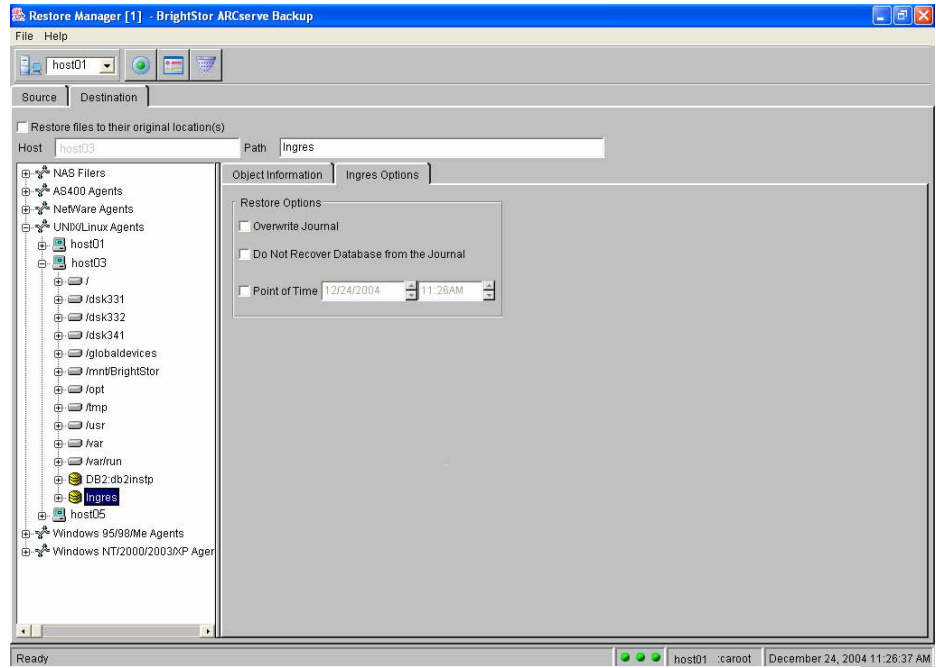 Restore Manager [1] - BrightStor ARCserve Backup
File Help
host01
Source Destination
Restore files to their original location(s)
Host host03 Path Ingres
NAS Filers
AS400 Agents
NetWare Agents
UNIX/Linux Agents
host01
host03
/
/dsk331
/dsk332
/dsk341
/globaldevices
/mnt/BrightStor
/opt
/tmp
/usr
/var
/var/run
DB2:db2instp
Ingres
host05
Windows 95/98/Me Agents
Windows NT/2000/2003/XP Ager
Object Information Ingres Options
Restore Options
Overwrite Journal
Do Not Recover Database from the Journal
Point of Time 12/24/2004 11:26AM
Ready host01 :caroot December 24, 2004 11:26:37 AM